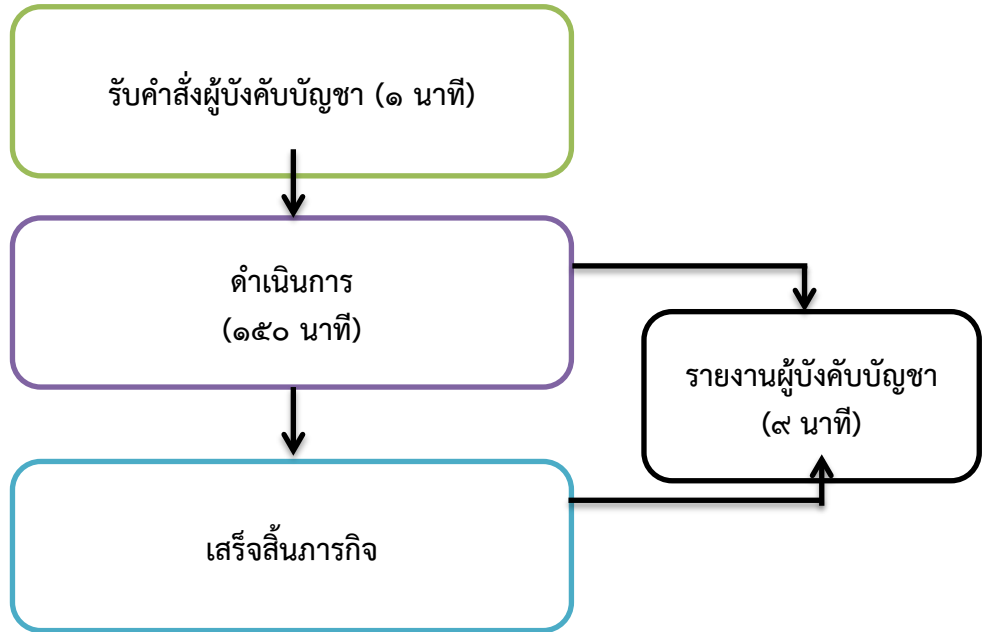 รับคำสั่งผู้บังคับบัญชา (๑ นาที)
ดำเนินการ
(๑๕๐ นาที)
รายงานผู้บังคับบัญชา
(๙ นาที)
เสร็จสิ้นภารกิจ